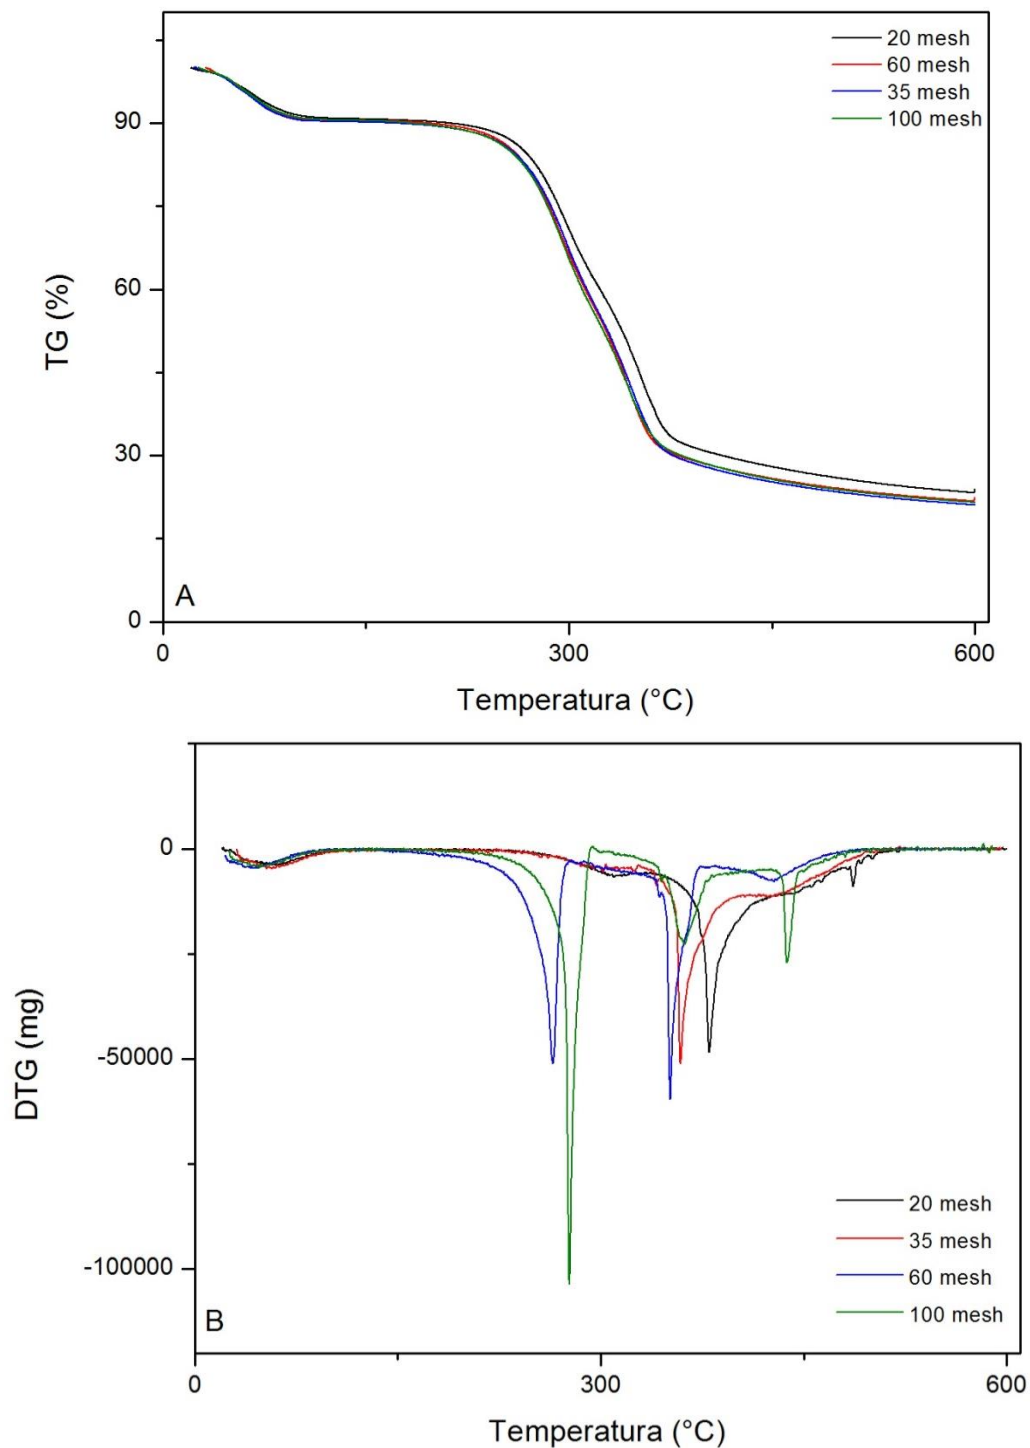 20 mesh
60 mesh
35 mesh
100 mesh
90
60
30
0
TG (%)
A
0
300
600
Temperatura (°C)
0
-50000
-100000
DTG (mg)
20 mesh
35 mesh
60 mesh
100 mesh
B
0
300
600
Temperatura (°C)